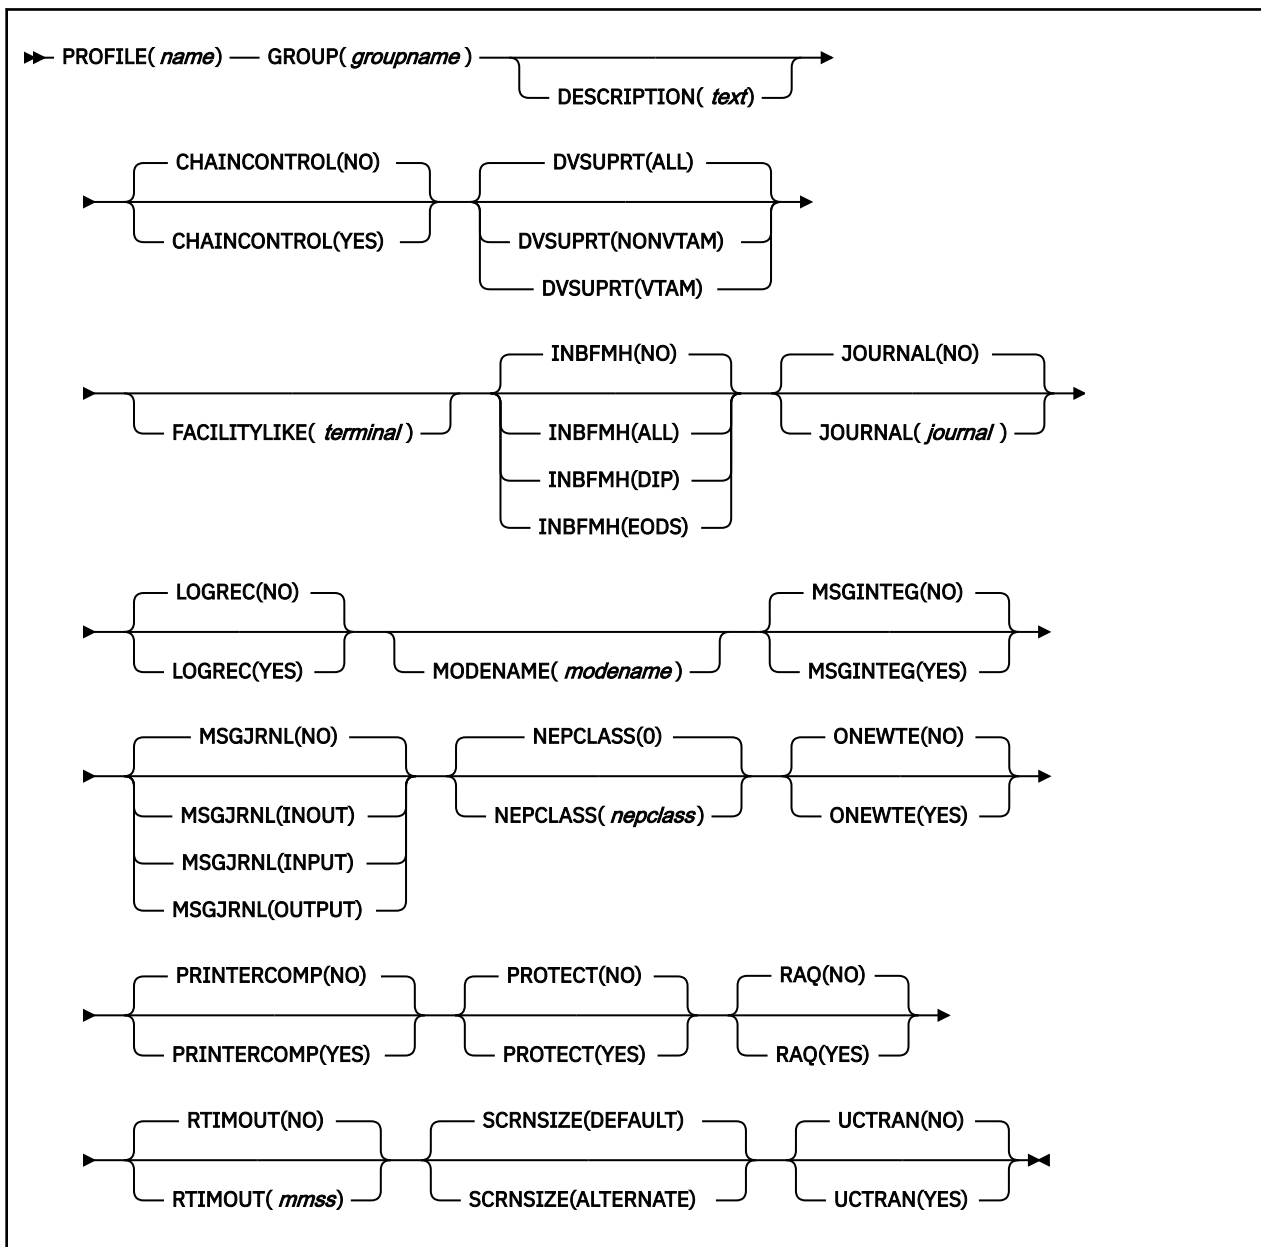 PROFILE( name) GROUP( groupname )
DESCRIPTION( text)
CHAINCONTROL(NO) DVSUPRT(ALL)
CHAINCONTROL(YES) DVSUPRT(NONVTAM)
DVSUPRT(VTAM)
INBFMH(NO) JOURNAL(NO)
FACILITYLIKE( terminal ) INBFMH(ALL) JOURNAL( journal )
INBFMH(DIP)
INBFMH(EODS)
LOGREC(NO) MSGINTEG(NO)
LOGREC(YES) MODENAME( modename ) MSGINTEG(YES)
MSGJRNL(NO) NEPCLASS(0) ONEWTE(NO)
MSGJRNL(INOUT) NEPCLASS( nepclass) ONEWTE(YES)
MSGJRNL(INPUT)
MSGJRNL(OUTPUT)
PRINTERCOMP(NO) PROTECT(NO) RAQ(NO)
PRINTERCOMP(YES) PROTECT(YES) RAQ(YES)
RTIMOUT(NO) SCRNSIZE(DEFAULT) UCTRAN(NO)
RTIMOUT( mmss) SCRNSIZE(ALTERNATE) UCTRAN(YES)